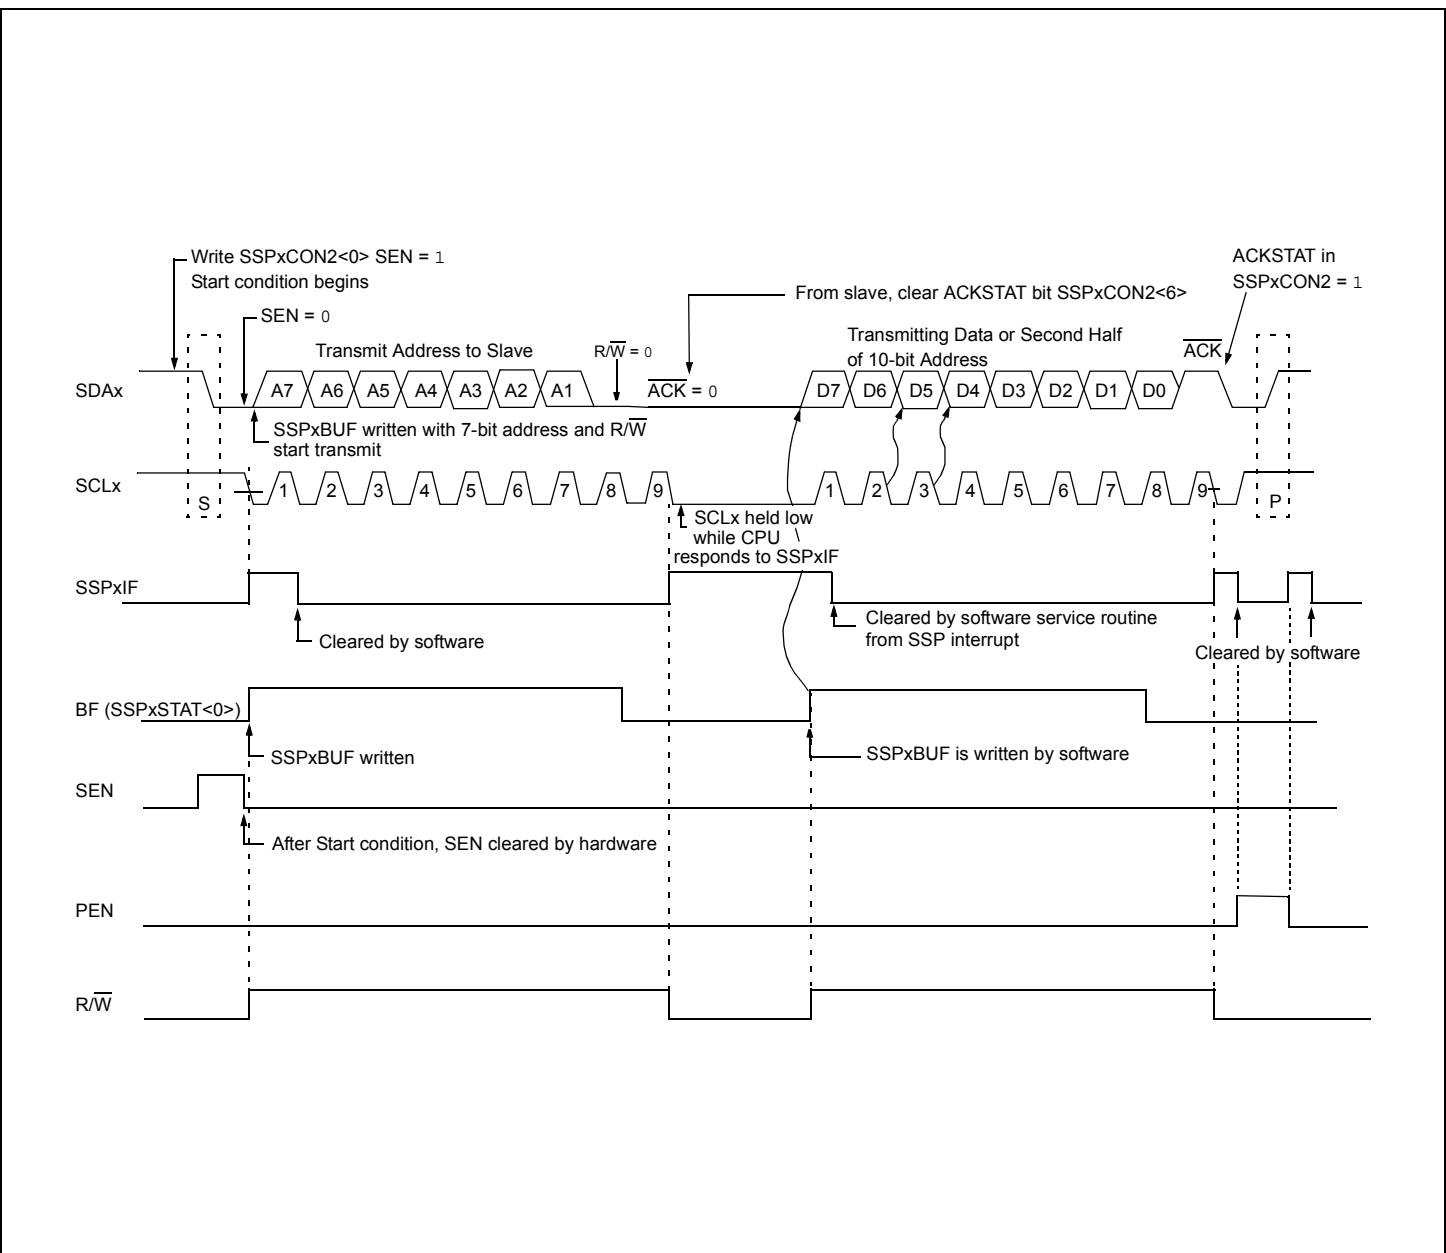 Write SSPxCON2<0> SEN = 1
Start condition begins
ACKSTAT in
SSPxCON2 = 1
From slave, clear ACKSTAT bit SSPxCON2<6>
SEN = 0
Transmit Address to Slave
R/W̅ = 0
Transmitting Data or Second Half
of 10-bit Address
A̅C̅K̅
SDAx
A7 A6 A5 A4 A3 A2 A1
A̅C̅K̅ = 0
D7 D6 D5 D4 D3 D2 D1 D0
SSPxBUF written with 7-bit address and R/W̅
start transmit
SCLx
S
1 2 3 4 5 6 7 8 9
1 2 3 4 5 6 7 8 9
P
SCLx held low
while CPU
responds to SSPxIF
SSPxIF
Cleared by software
Cleared by software service routine
from SSP interrupt
Cleared by software
BF (SSPxSTAT<0>)
SSPxBUF written
SSPxBUF is written by software
SEN
After Start condition, SEN cleared by hardware
PEN
R/W̅